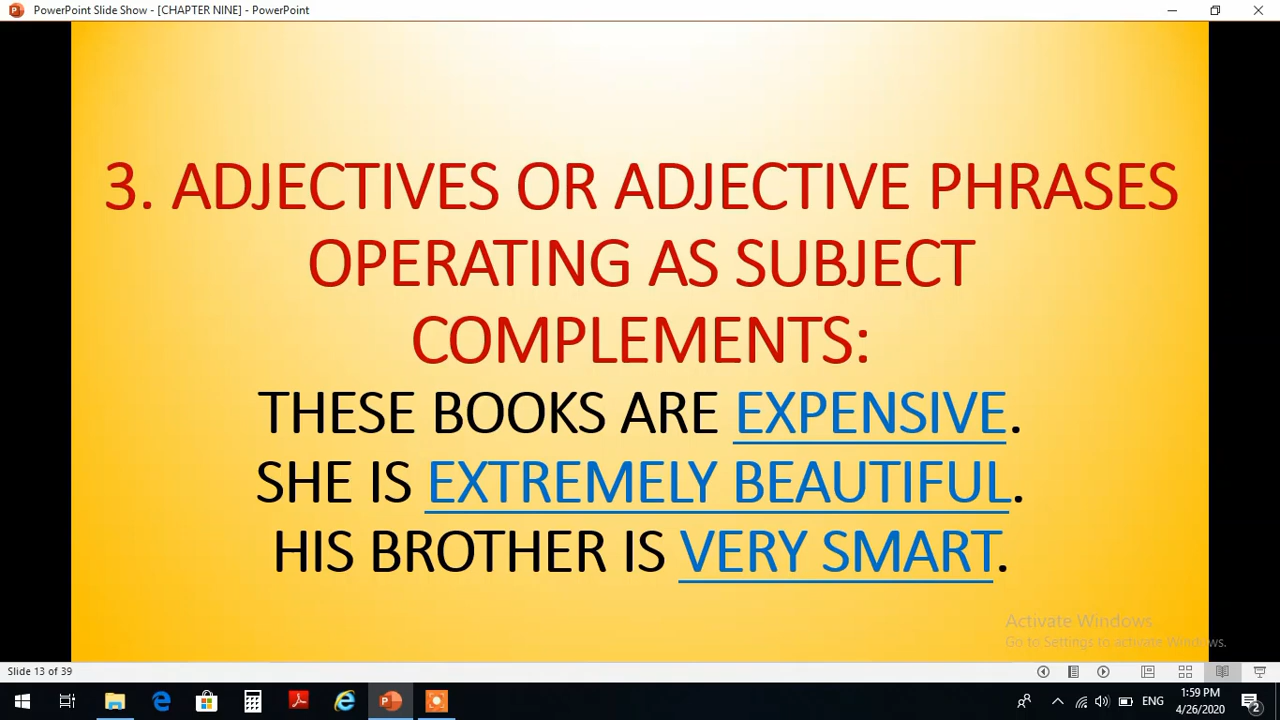 PowerPoint Slide Show - [CHAPTER NINE] - PowerPoint
3. ADJECTIVES OR ADJECTIVE PHRASES
OPERATING AS SUBJECT
COMPLEMENTS:
THESE BOOKS ARE EXPENSIVE.
SHE IS EXTREMELY BEAUTIFUL.
HIS BROTHER IS VERY SMART.
Activate Windows
Go to Settings to activate Windows.
Slide 13 of 39
ENG
1:59 PM
4/26/2020
2